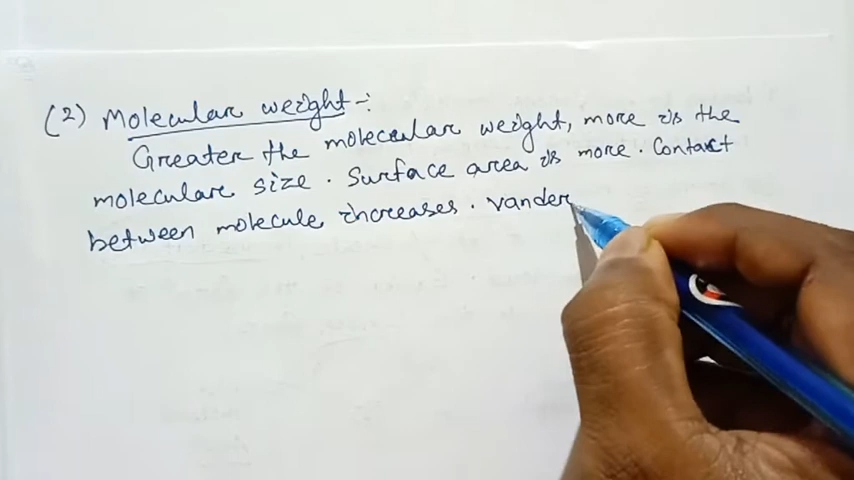 (2) Molecular weight -:
Greater the molecular weight, more is the
molecular size . Surface area is more . Contact
between molecule increases . Vander